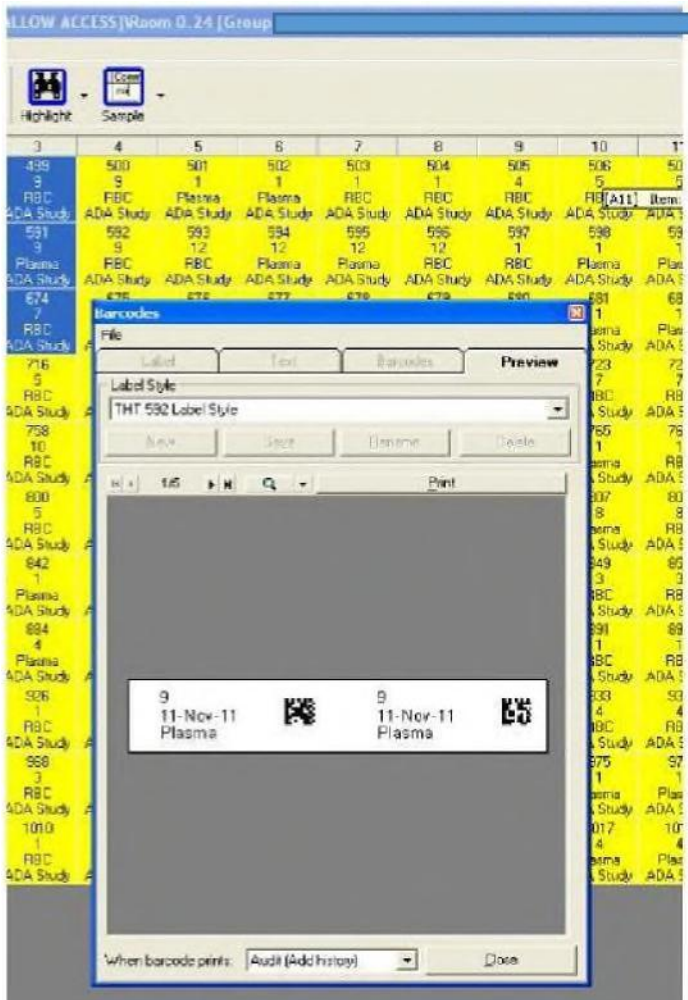 ALLOW ACCESS]\Room 0.24 [Group
Comm
Highlight Sample
3 4 5 6 7 8 9 10
499 500 501 502 503 504 505 506
9 9 1 1 1 1 4 5
RBC RBC Plasma Plasma RBC RBC RBC [A11] Item:
ADA Study ADA Study ADA Study ADA Study ADA Study ADA Study ADA Study ADA Study
591 592 593 594 595 596 597 598
9 9 12 12 12 12 1 1
Plasma RBC RBC Plasma Plasma RBC RBC Plasma
ADA Study ADA Study ADA Study ADA Study ADA Study ADA Study ADA Study ADA Study
674 675 676 677 678 679 680 681
7
RBC
ADA Study
716
5
RBC
ADA Study
758
10
RBC
ADA Study
800
5
RBC
ADA Study
842
1
Plasma
ADA Study
884
4
Plasma
ADA Study
926
1
RBC
ADA Study
968
3
RBC
ADA Study
1010
1
RBC
ADA Study
Barcodes
File
Label Text Barcodes Preview
Label Style
THT 592 Label Style
New Save Rename Delete
1/5 Print
9 9
11-Nov-11 11-Nov-11
Plasma Plasma
When barcode prints: Audit (Add history) Close